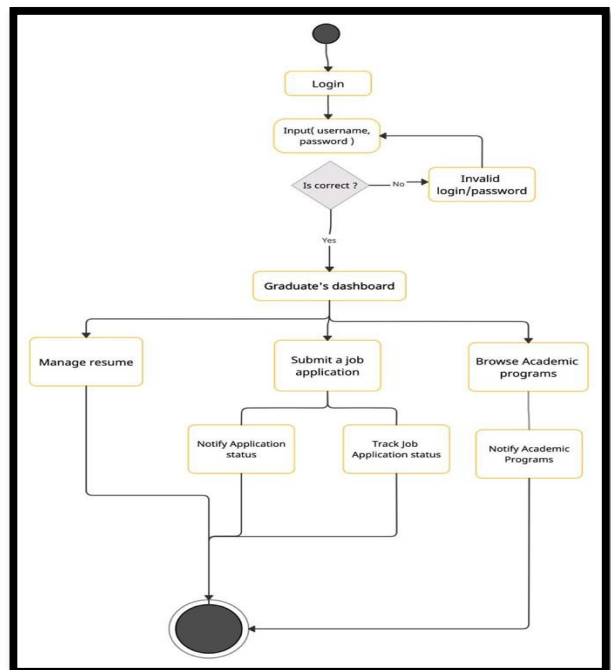 Login
Input( username,
password )
Is correct ?
No
Invalid
login/password
Yes
Graduate's dashboard
Manage resume
Submit a job
application
Browse Academic
programs
Notify Application
status
Track Job
Application status
Notify Academic
Programs